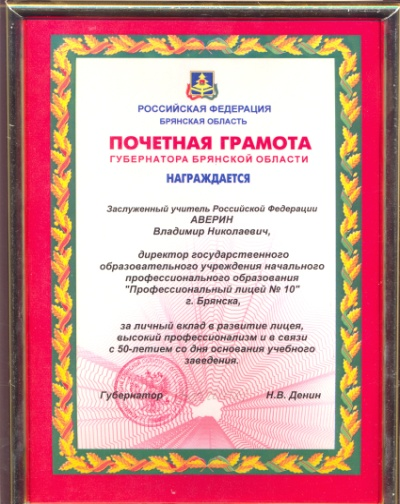 РОССИЙСКАЯ ФЕДЕРАЦИЯ
БРЯНСКАЯ ОБЛАСТЬ
ПОЧЕТНАЯ ГРАМОТА
ГУБЕРНАТОРА БРЯНСКОЙ ОБЛАСТИ
НАГРАЖДАЕТСЯ
Заслуженный учитель Российской Федерации
АВЕРИН
Владимир Николаевич,
директор государственного
образовательного учреждения начального
профессионального образования
"Профессиональный лицей № 10"
г. Брянска,
за личный вклад в развитие лицея,
высокий профессионализм и в связи
с 50-летием со дня основания учебного
заведения.
Губернатор Н.В. Денин